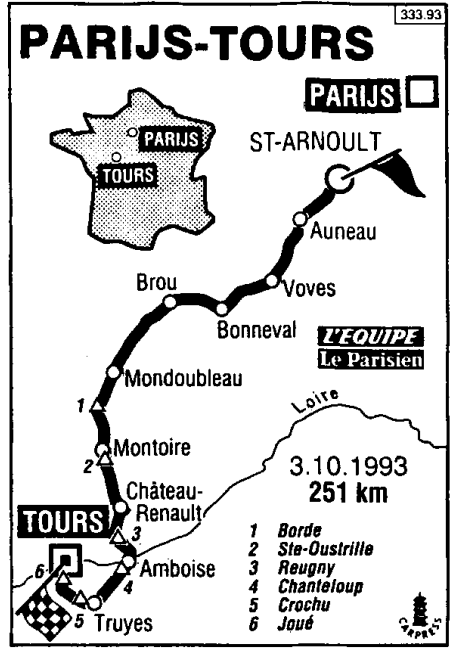 333.93
PARIJS-TOURS
PARIJS
PARIJS
TOURS
ST-ARNOULT
Auneau
Voves
Brou
Bonneval
L'EQUIPE
Le Parisien
Mondoubleau
1
Loire
Montoire
2
3.10.1993
251 km
Château-
Renault
TOURS
3
Amboise
4
6
5
Truyes
1 Borde
2 Ste-Oustrille
3 Reugny
4 Chanteloup
5 Crochu
6 Joué
CARPRESS